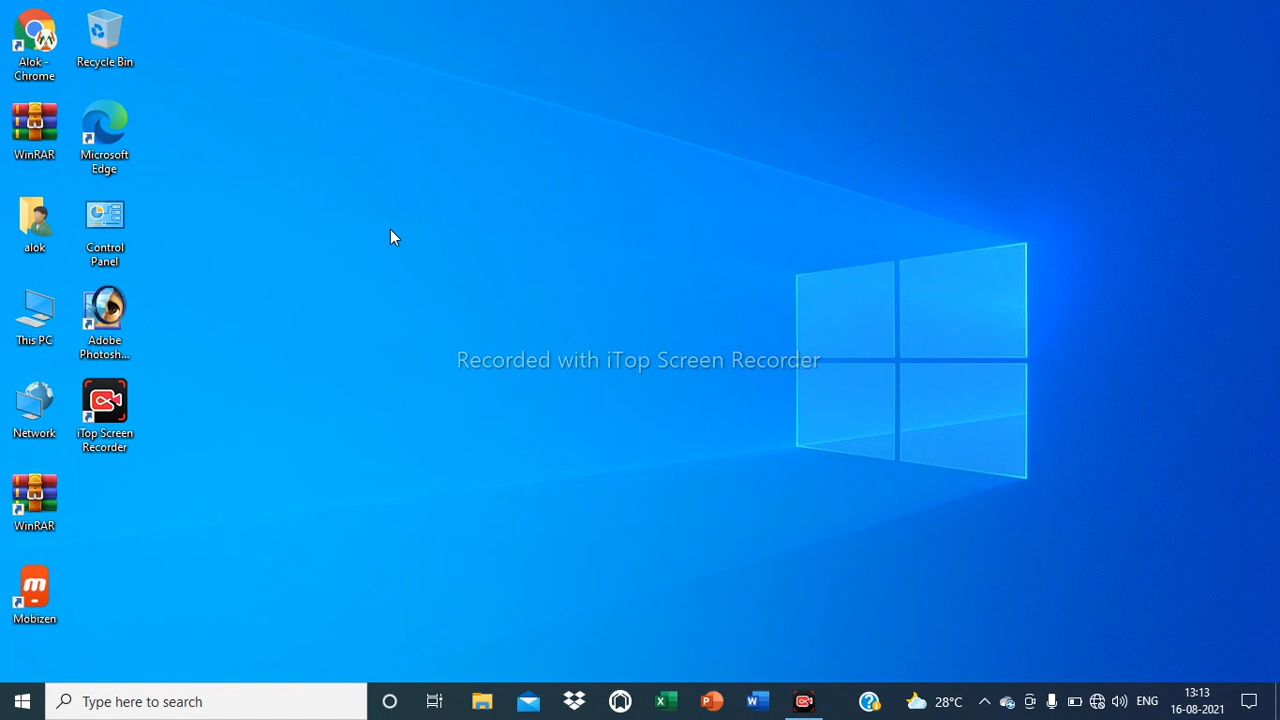 Alok -
Chrome
Recycle Bin
WinRAR
Microsoft
Edge
alok
Control
Panel
This PC
Adobe
Photosh...
Recorded with iTop Screen Recorder
Network
iTop Screen
Recorder
WinRAR
m
Mobizen
Type here to search
28°C
ENG
13:13
16-08-2021